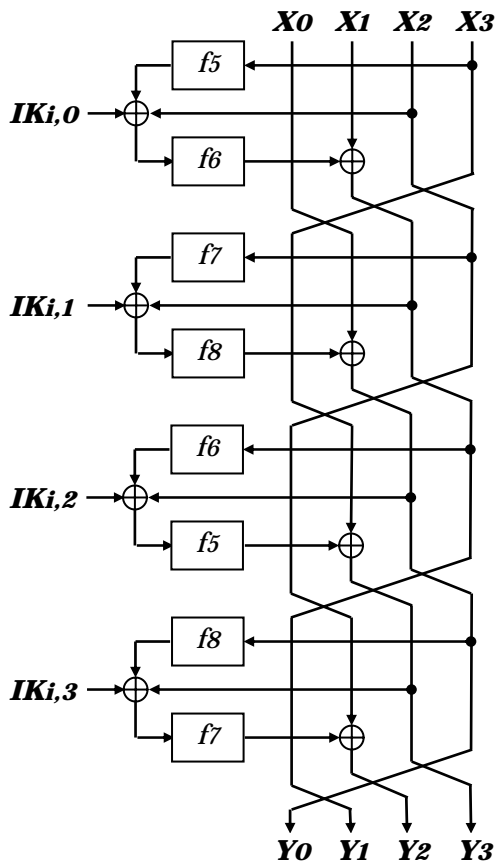 X0 X1 X2 X3
f5
IKi,0
f6
f7
IKi,1
f8
f6
IKi,2
f5
f8
IKi,3
f7
Y0 Y1 Y2 Y3